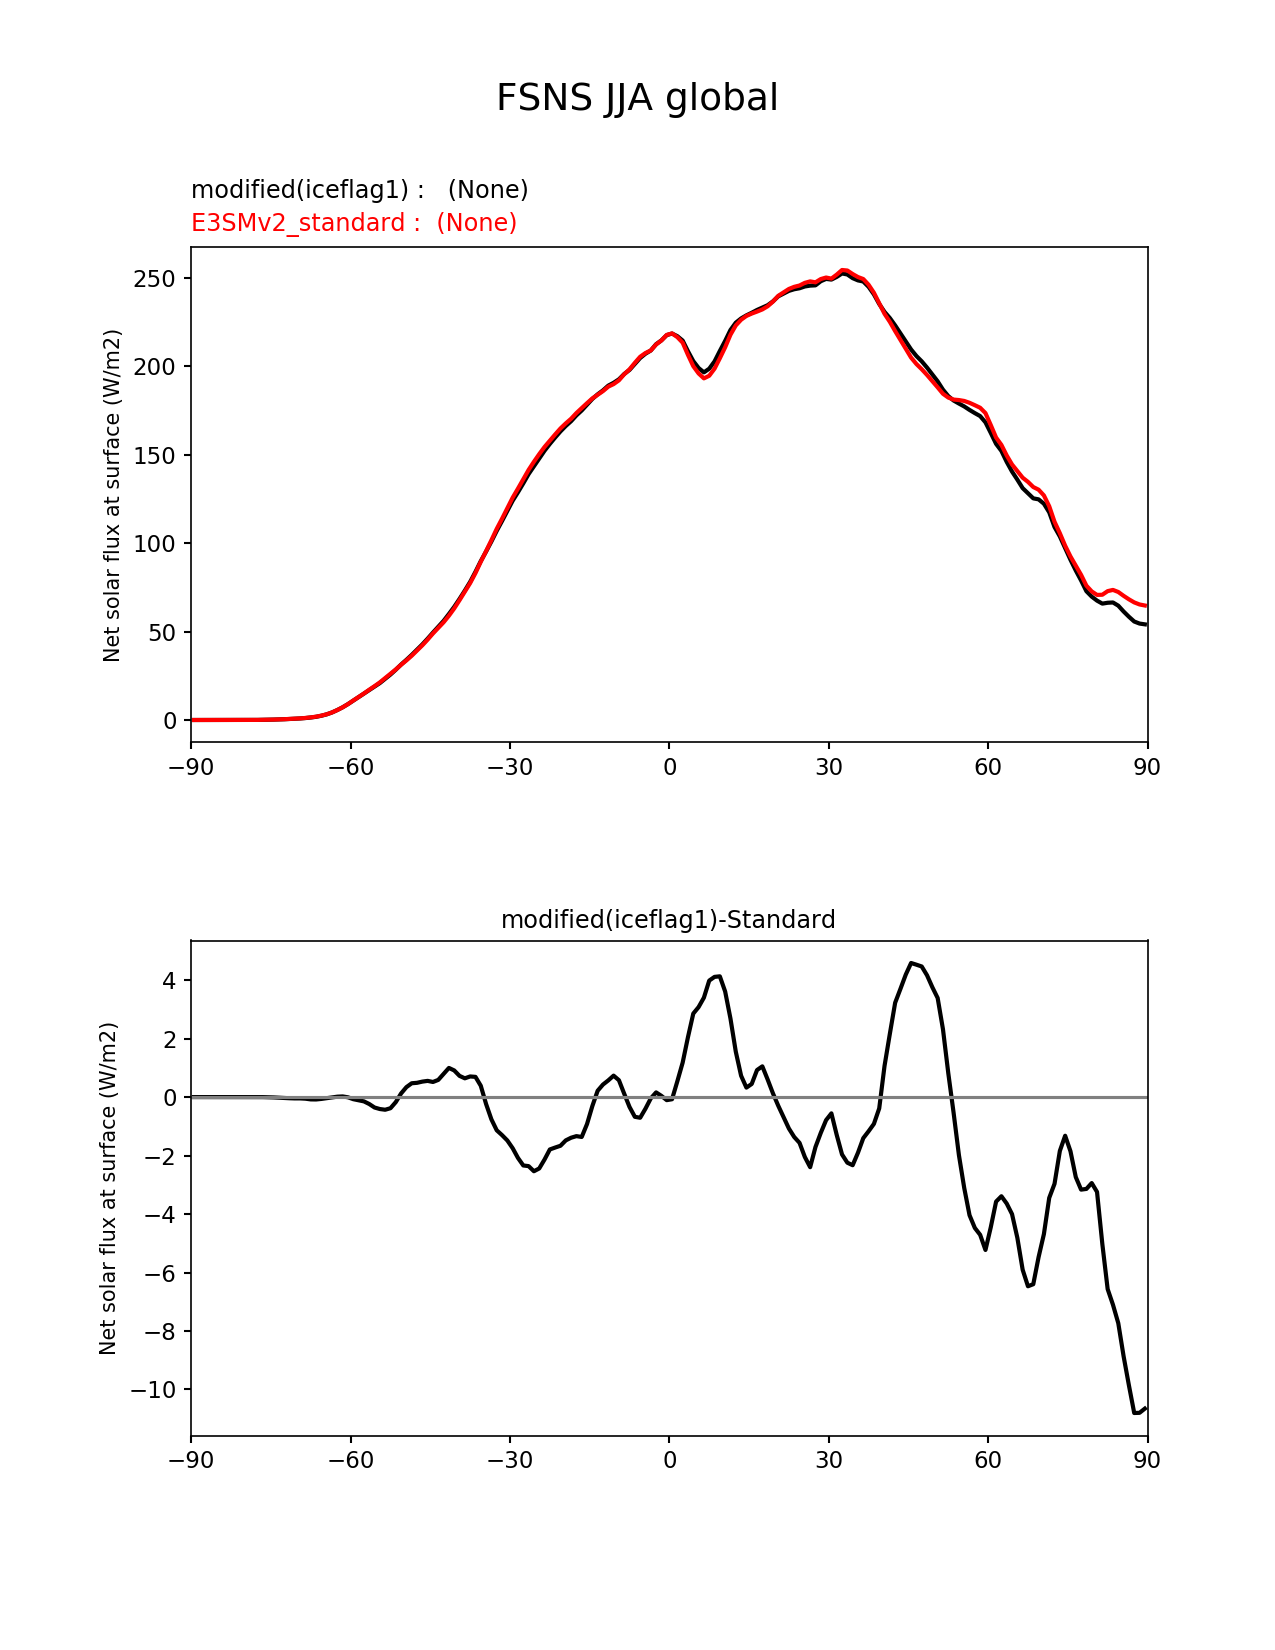 FSNS JJA global
modified(iceflag1) :   (None)
E3SMv2_standard :  (None)
Net solar flux at surface (W/m2)
250
200
150
100
50
0
−90 −60 −30 0 30 60 90
modified(iceflag1)-Standard
Net solar flux at surface (W/m2)
4
2
0
−2
−4
−6
−8
−10
−90 −60 −30 0 30 60 90